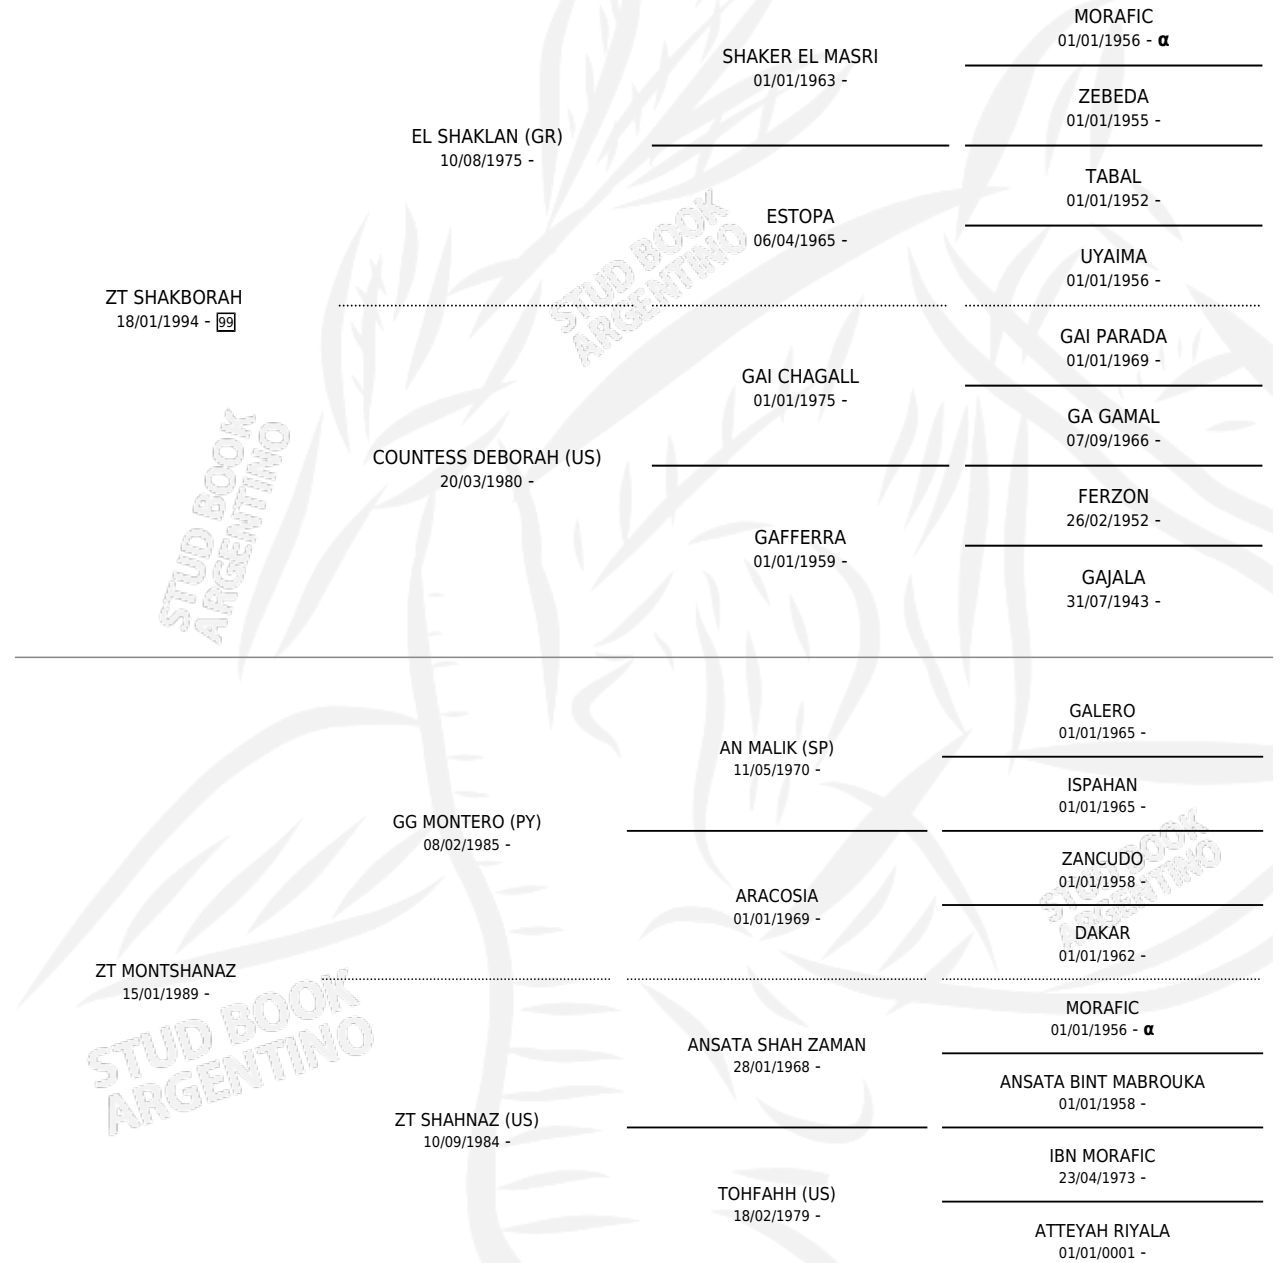 MORAFIC
01/01/1956 - α
SHAKER EL MASRI
01/01/1963 -
ZEBEDA
01/01/1955 -
EL SHAKLAN (GR)
10/08/1975 -
TABAL
01/01/1952 -
ESTOPA
06/04/1965 -
UYAIMA
01/01/1956 -
ZT SHAKBORAH
18/01/1994 - 99
GAI PARADA
01/01/1969 -
GAI CHAGALL
01/01/1975 -
GA GAMAL
07/09/1966 -
COUNTESS DEBORAH (US)
20/03/1980 -
FERZON
26/02/1952 -
GAFFERRA
01/01/1959 -
GAJALA
31/07/1943 -
STUD BOOK
ARGENTINO
STUD BOOK
ARGENTINO
GALERO
01/01/1965 -
AN MALIK (SP)
11/05/1970 -
ISPAHAN
01/01/1965 -
GG MONTERO (PY)
08/02/1985 -
ZANCUDO
01/01/1958 -
ARACOSIA
01/01/1969 -
DAKAR
01/01/1962 -
STUD BOOK
ARGENTINO
ZT MONTSHANAZ
15/01/1989 -
MORAFIC
01/01/1956 - α
ANSATA SHAH ZAMAN
28/01/1968 -
ANSATA BINT MABROUKA
01/01/1958 -
ZT SHAHNAZ (US)
10/09/1984 -
IBN MORAFIC
23/04/1973 -
TOHFAHH (US)
18/02/1979 -
ATTEYAH RIYALA
01/01/0001 -
STUD BOOK
ARGENTINO